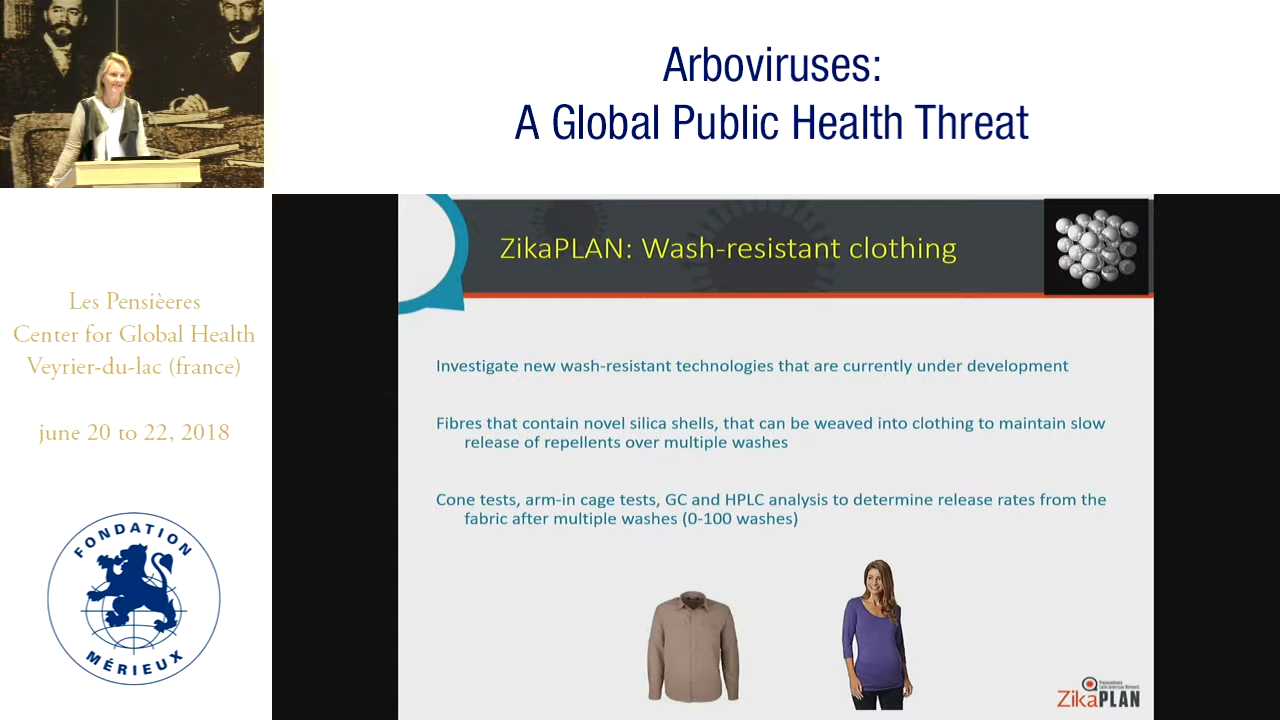 Arboviruses:
A Global Public Health Threat
Les Pensièeres
Center for Global Health
Veyrier-du-lac (france)
june 20 to 22, 2018
FONDATION
MÉRIEUX
ZikaPLAN: Wash-resistant clothing
Investigate new wash-resistant technologies that are currently under development
Fibres that contain novel silica shells, that can be weaved into clothing to maintain slow
release of repellents over multiple washes
Cone tests, arm-in cage tests, GC and HPLC analysis to determine release rates from the
fabric after multiple washes (0-100 washes)
Preparedness
Latin American Network
ZikaPLAN